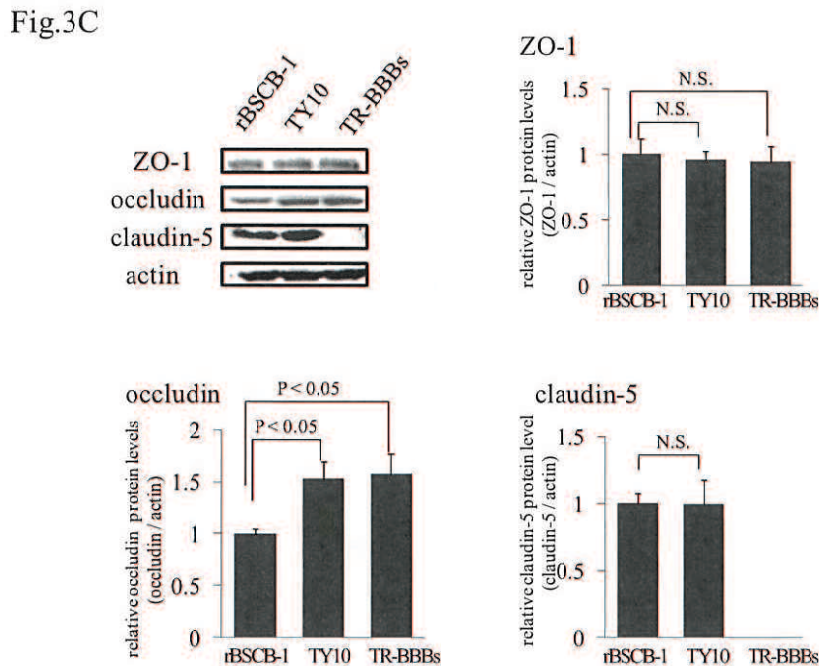 Fig.3C
rBSCB-1 TY10 TR-BBBs
ZO-1
occludin
claudin-5
actin
ZO-1
relative ZO-1 protein levels
(ZO-1 / actin)
1.5
1
0.5
0
N.S.
N.S.
rBSCB-1 TY10 TR-BBBs
occludin
relative occludin protein levels
(occludin / actin)
2
1.5
1
0.5
0
P < 0.05
P < 0.05
rBSCB-1 TY10 TR-BBBs
claudin-5
relative claudin-5 protein levels
(claudin-5 / actin)
1.5
1
0.5
0
N.S.
rBSCB-1 TY10 TR-BBBs